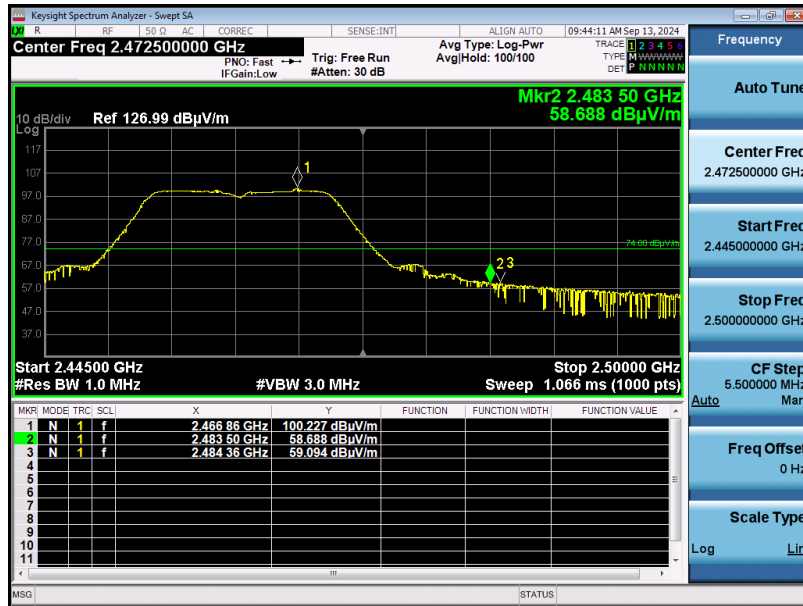 Keysight Spectrum Analyzer - Swept SA
LXI R RF 50 Ω AC CORREC SENSE:INT ALIGN AUTO 09:44:11 AM Sep 13, 2024
Center Freq 2.472500000 GHz
PNO: Fast
IFGain:Low
Trig: Free Run
#Atten: 30 dB
Avg Type: Log-Pwr
Avg|Hold: 100/100
TRACE 1 2 3 4 5 6
TYPE M WWWWW
DET P N N N N N
Mkr2 2.483 50 GHz
58.688 dBµV/m
10 dB/div
Log
Ref 126.99 dBµV/m
117
107
97.0
87.0
77.0
67.0
57.0
47.0
37.0
1
74.00 dBµV/m
2 3
Start 2.44500 GHz
Stop 2.50000 GHz
#Res BW 1.0 MHz
#VBW 3.0 MHz
Sweep 1.066 ms (1000 pts)
MKR MODE TRC SCL X Y FUNCTION FUNCTION WIDTH FUNCTION VALUE
1 N 1 f 2.466 86 GHz 100.227 dBµV/m
2 N 1 f 2.483 50 GHz 58.688 dBµV/m
3 N 1 f 2.484 36 GHz 59.094 dBµV/m
4
5
6
7
8
9
10
11
MSG
STATUS
Frequency
Auto Tune
Center Freq
2.472500000 GHz
Start Freq
2.445000000 GHz
Stop Freq
2.500000000 GHz
CF Step
5.500000 MHz
Auto Man
Freq Offset
0 Hz
Scale Type
Log Lin